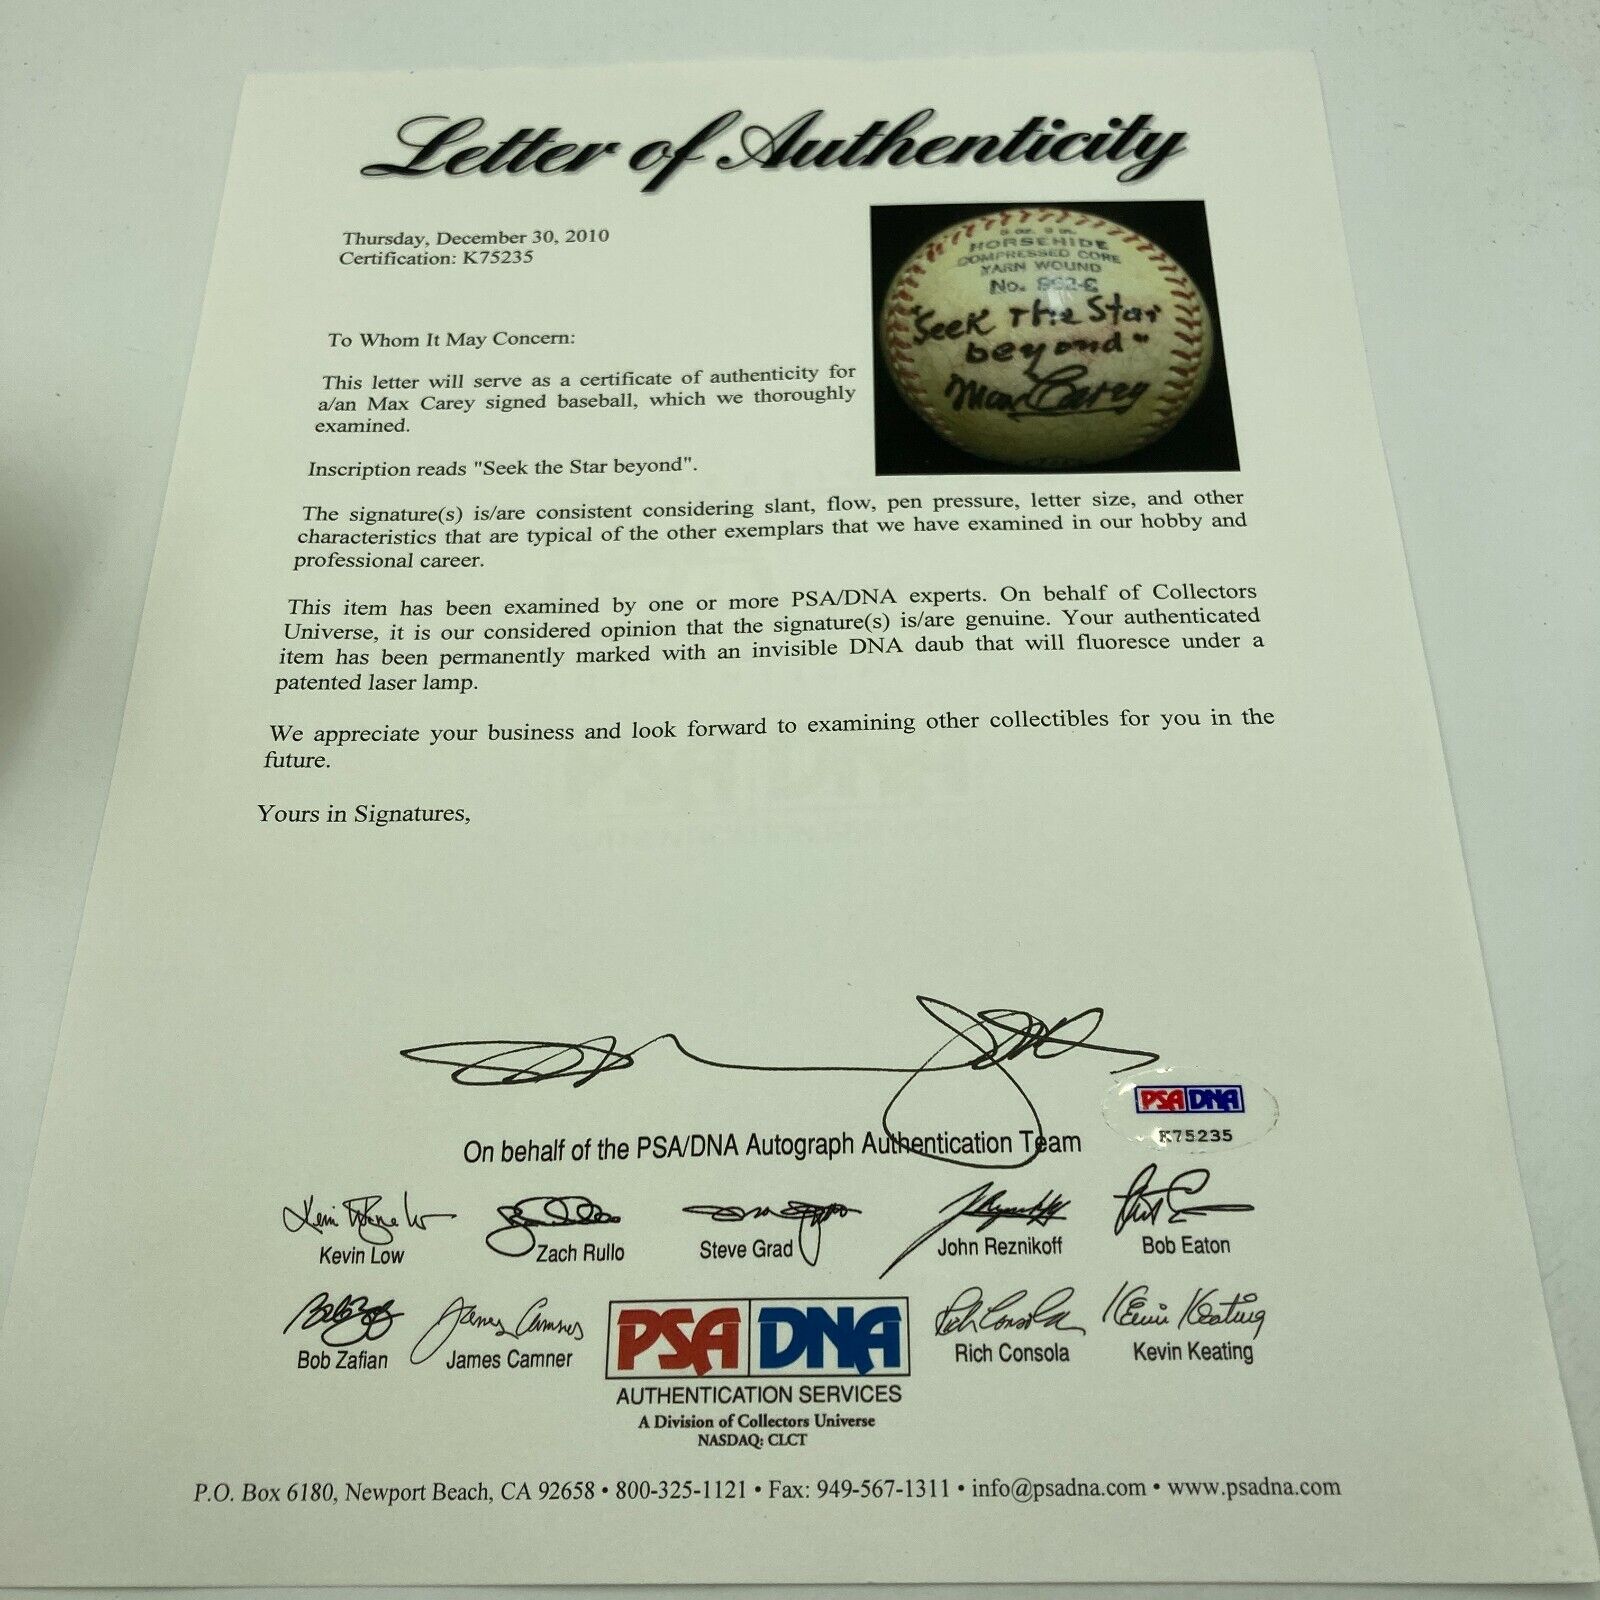 Letter of Authenticity
Thursday, December 30, 2010
Certification: K75235
HORSEHIDE
COMPRESSED CORE
YARN WOUND
"Seek The Star
beyond"
Max Carey
To Whom It May Concern:
This letter will serve as a certificate of authenticity for
a/an Max Carey signed baseball, which we thoroughly
examined.
Inscription reads "Seek the Star beyond".
The signature(s) is/are consistent considering slant, flow, pen pressure, letter size, and other
characteristics that are typical of the other exemplars that we have examined in our hobby and
professional career.
This item has been examined by one or more PSA/DNA experts. On behalf of Collectors
Universe, it is our considered opinion that the signature(s) is/are genuine. Your authenticated
item has been permanently marked with an invisible DNA daub that will fluoresce under a
patented laser lamp.
We appreciate your business and look forward to examining other collectibles for you in the
future.
Yours in Signatures,
PSA DNA
K75235
On behalf of the PSA/DNA Autograph Authentication Team
Kevin Low Zach Rullo Steve Grad John Reznikoff Bob Eaton
James Camner Rich Consola Kevin Keating
Bob Zafian James Camner Rich Consola Kevin Keating
PSA DNA
AUTHENTICATION SERVICES
A Division of Collectors Universe
NASDAQ: CLCT
P.O. Box 6180, Newport Beach, CA 92658 • 800-325-1121 • Fax: 949-567-1311 • info@psadna.com • www.psadna.com